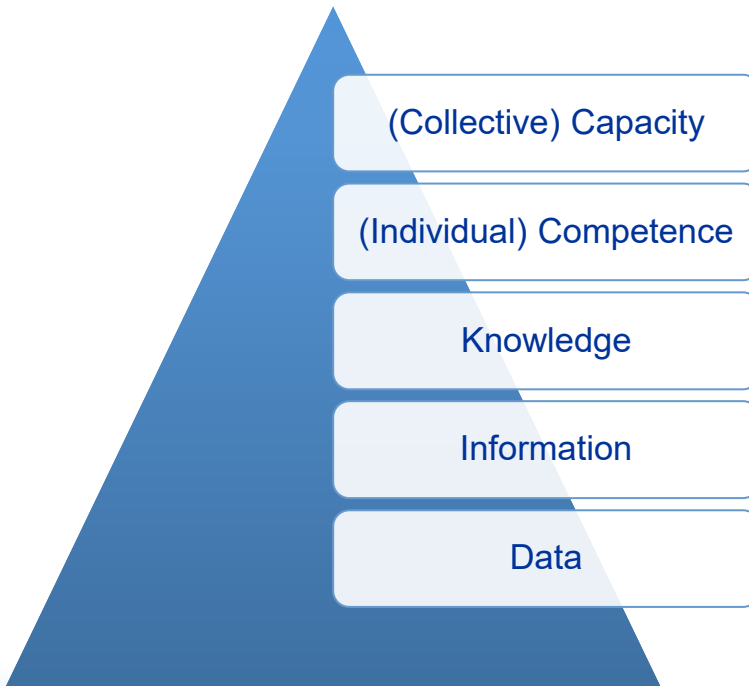 (Collective) Capacity
(Individual) Competence
Knowledge
Information
Data